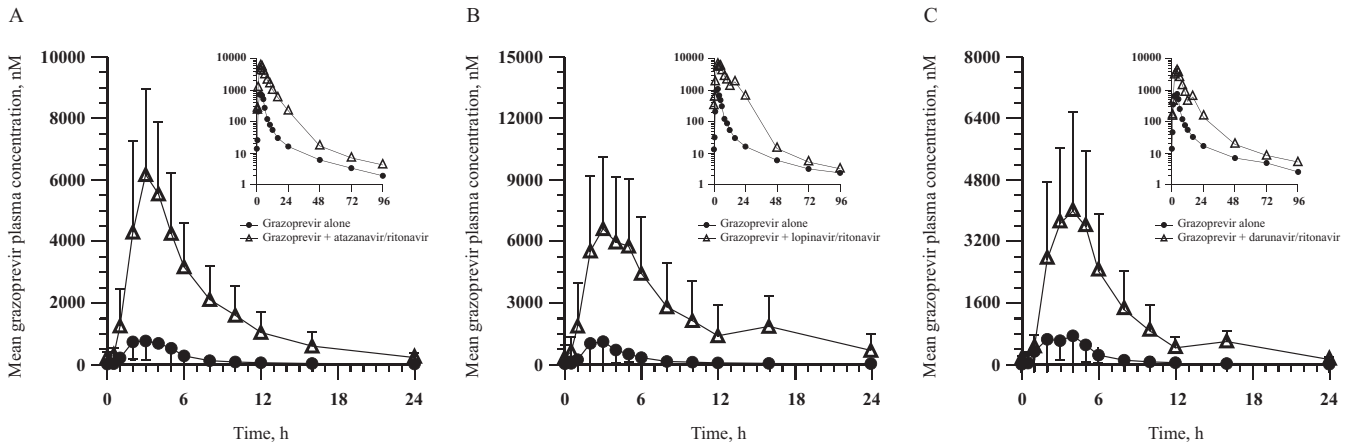 A
Mean grazoprevir plasma concentration, nM
10000
8000
6000
4000
2000
0
0 6 12 18 24
Time, h
10000
1000
100
10
1
0 24 48 72 96
Grazoprevir alone
Grazoprevir + atazanavir/ritonavir
B
Mean grazoprevir plasma concentration, nM
15000
12000
9000
6000
3000
0
0 6 12 18 24
Time, h
10000
1000
100
10
1
0 24 48 72 96
Grazoprevir alone
Grazoprevir + lopinavir/ritonavir
C
Mean grazoprevir plasma concentration, nM
8000
6400
4800
3200
1600
0
0 6 12 18 24
Time, h
10000
1000
100
10
1
0 24 48 72 96
Grazoprevir alone
Grazoprevir + darunavir/ritonavir